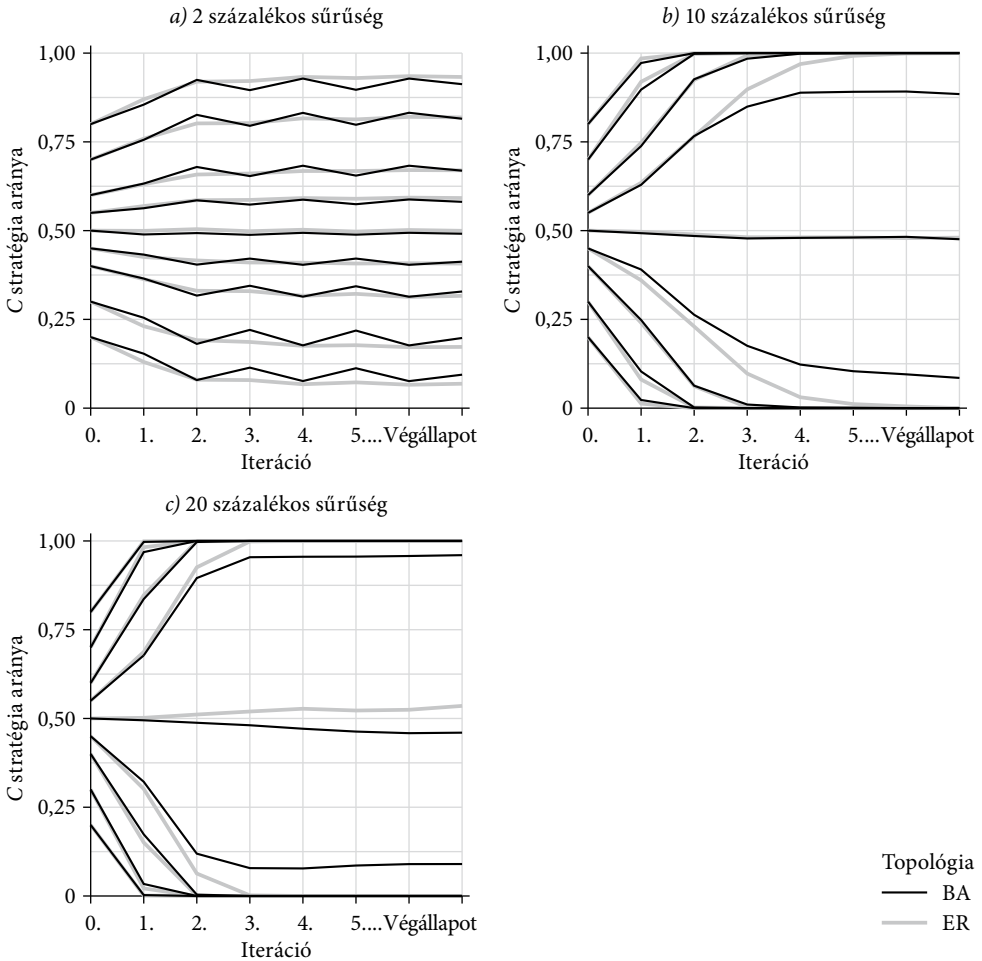 a) 2 százalékos sűrűség
C stratégia aránya
1,00
0,75
0,50
0,25
0
0. 1. 2. 3. 4. 5. ... Végállapot
Iteráció
b) 10 százalékos sűrűség
C stratégia aránya
1,00
0,75
0,50
0,25
0
0. 1. 2. 3. 4. 5. ... Végállapot
Iteráció
c) 20 százalékos sűrűség
C stratégia aránya
1,00
0,75
0,50
0,25
0
0. 1. 2. 3. 4. 5. ... Végállapot
Iteráció
Topológia
BA
ER